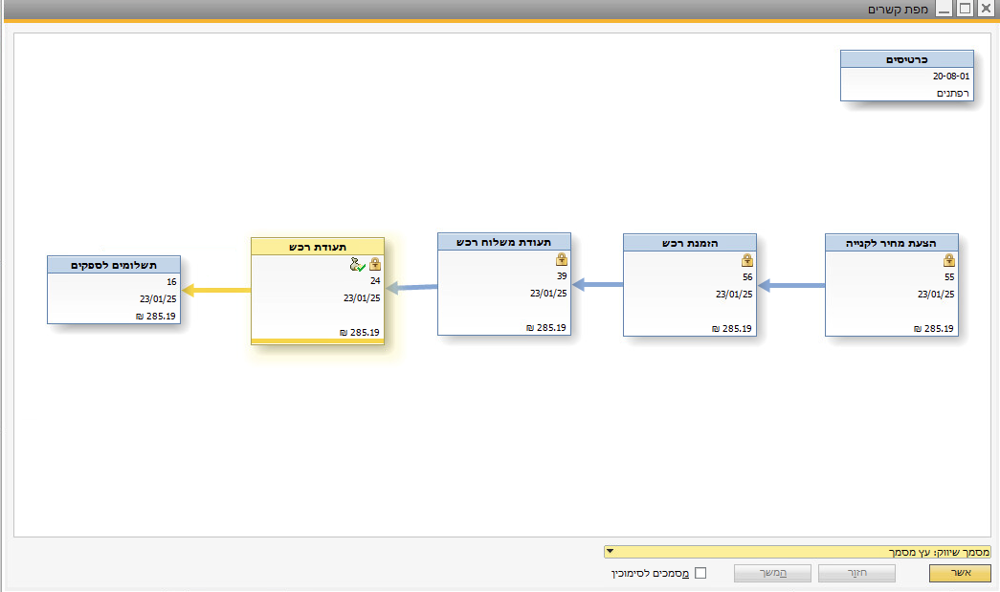 מפת קשרים
כרטיסים
20-08-01
רפתנים
הצעת מחיר לקנייה
55
23/01/25
285.19 ₪
הזמנת רכש
56
23/01/25
285.19 ₪
תעודת משלוח רכש
39
23/01/25
285.19 ₪
תעודת רכש
24
23/01/25
285.19 ₪
תשלומים לספקים
16
23/01/25
285.19 ₪
מסמך שיווק: עץ מסמך
אשר
חזור
המשך
מסמכים לסימוכין